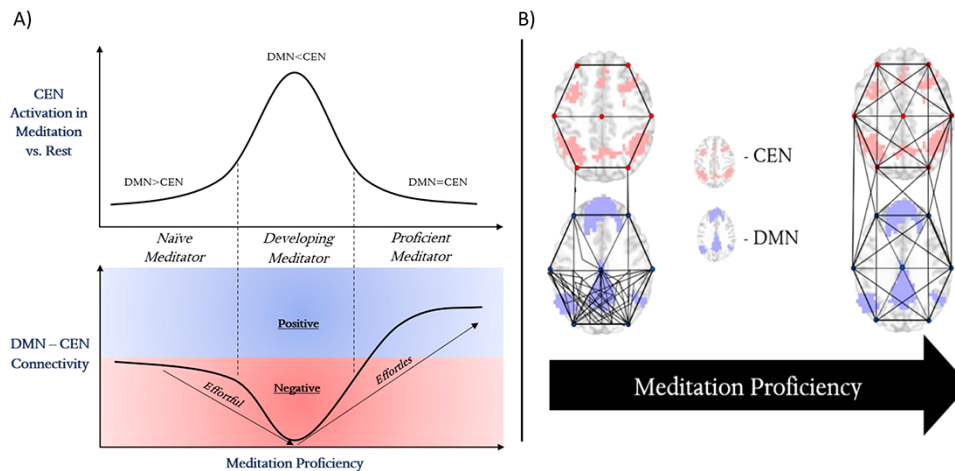 A)
CEN
Activation in
Meditation
vs. Rest
DMN<CEN
DMN>CEN
DMN=CEN
Naïve
Meditator
Developing
Meditator
Proficient
Meditator
DMN – CEN
Connectivity
Positive
Negative
Effortful
Effortles
Meditation Proficiency
B)
- CEN
- DMN
Meditation Proficiency